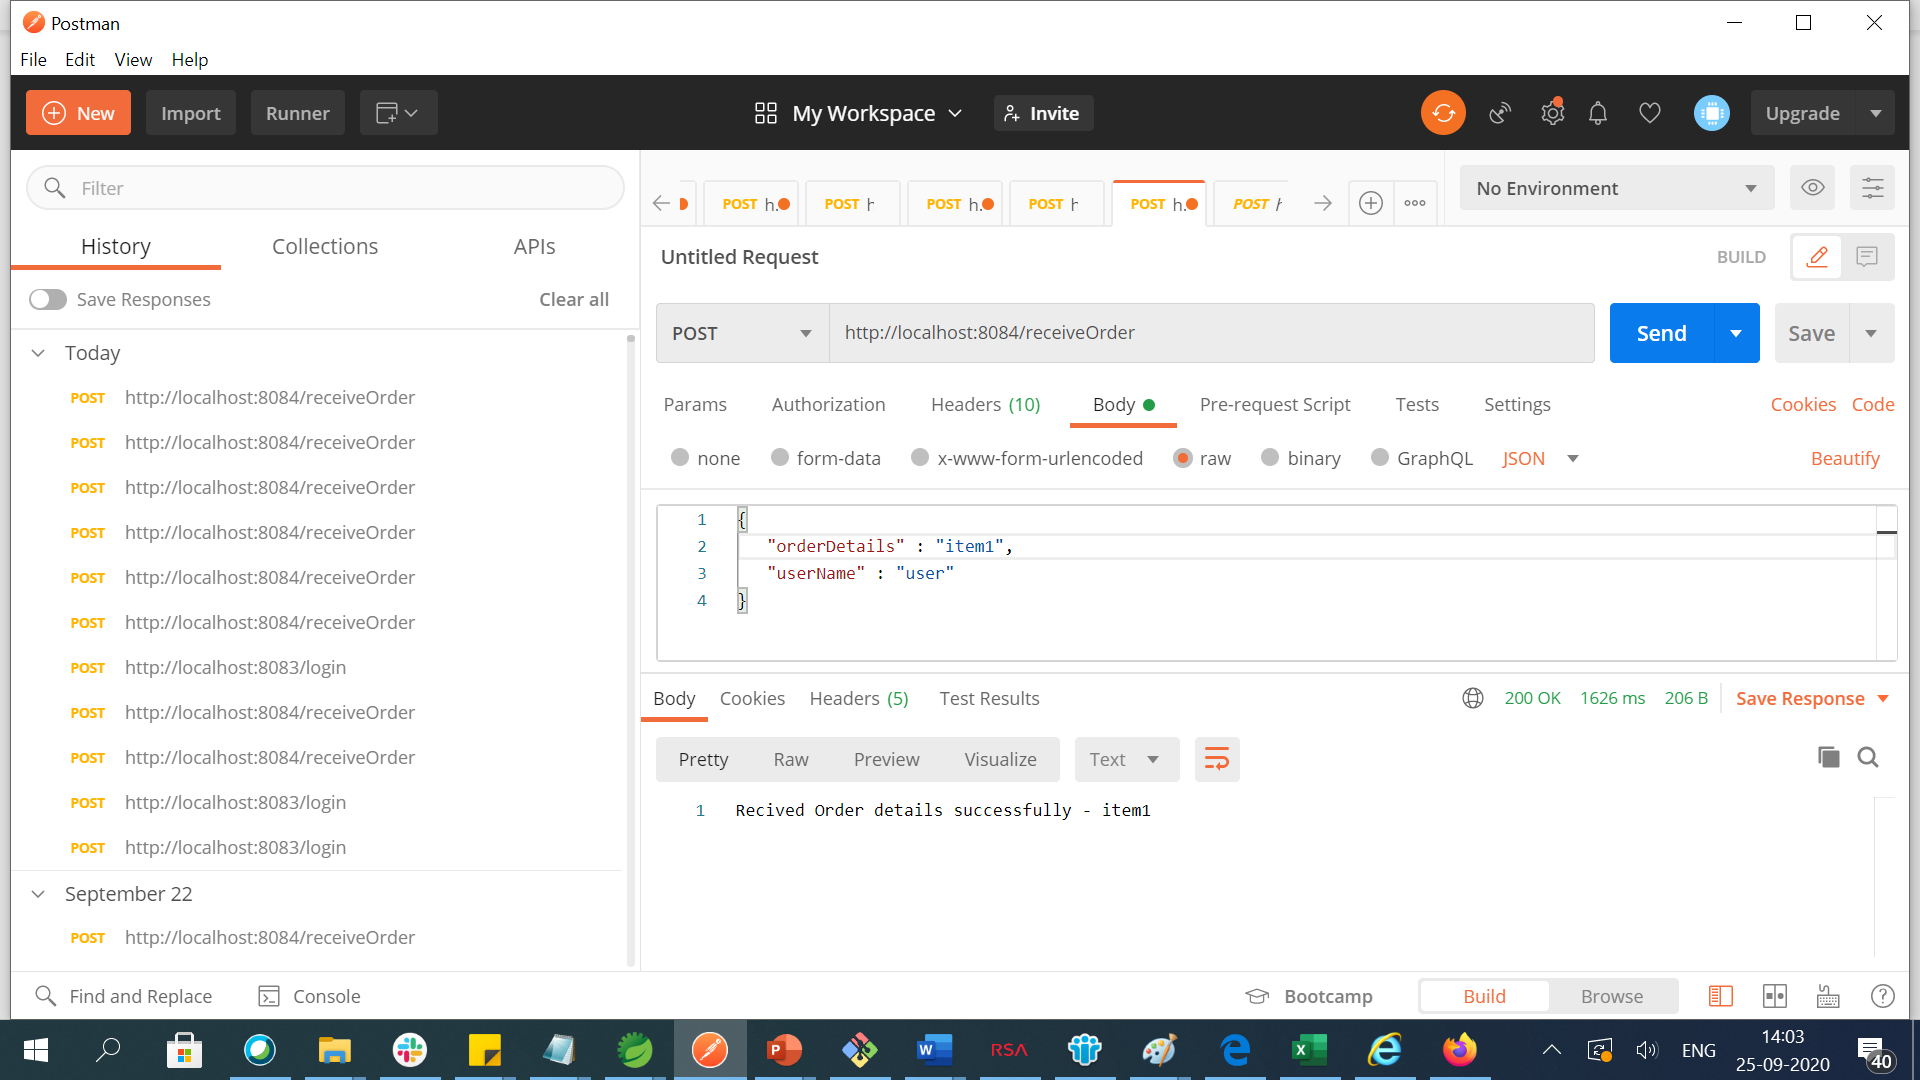 Postman
File Edit View Help
New Import Runner My Workspace Invite Upgrade
Filter
History Collections APIs
Save Responses Clear all
Today
POST http://localhost:8084/receiveOrder
POST http://localhost:8084/receiveOrder
POST http://localhost:8084/receiveOrder
POST http://localhost:8084/receiveOrder
POST http://localhost:8084/receiveOrder
POST http://localhost:8084/receiveOrder
POST http://localhost:8083/login
POST http://localhost:8084/receiveOrder
POST http://localhost:8084/receiveOrder
POST http://localhost:8083/login
POST http://localhost:8083/login
September 22
POST http://localhost:8084/receiveOrder
POST h. POST h POST h. POST h POST h. POST h
No Environment
Untitled Request BUILD
POST http://localhost:8084/receiveOrder Send Save
Params Authorization Headers (10) Body Pre-request Script Tests Settings Cookies Code
none form-data x-www-form-urlencoded raw binary GraphQL JSON Beautify
1 {
2 "orderDetails" : "item1",
3 "userName" : "user"
4 }
Body Cookies Headers (5) Test Results 200 OK 1626 ms 206 B Save Response
Pretty Raw Preview Visualize Text
1 Recived Order details successfully - item1
Find and Replace Console Bootcamp Build Browse
RSA ENG 14:03
25-09-2020
40